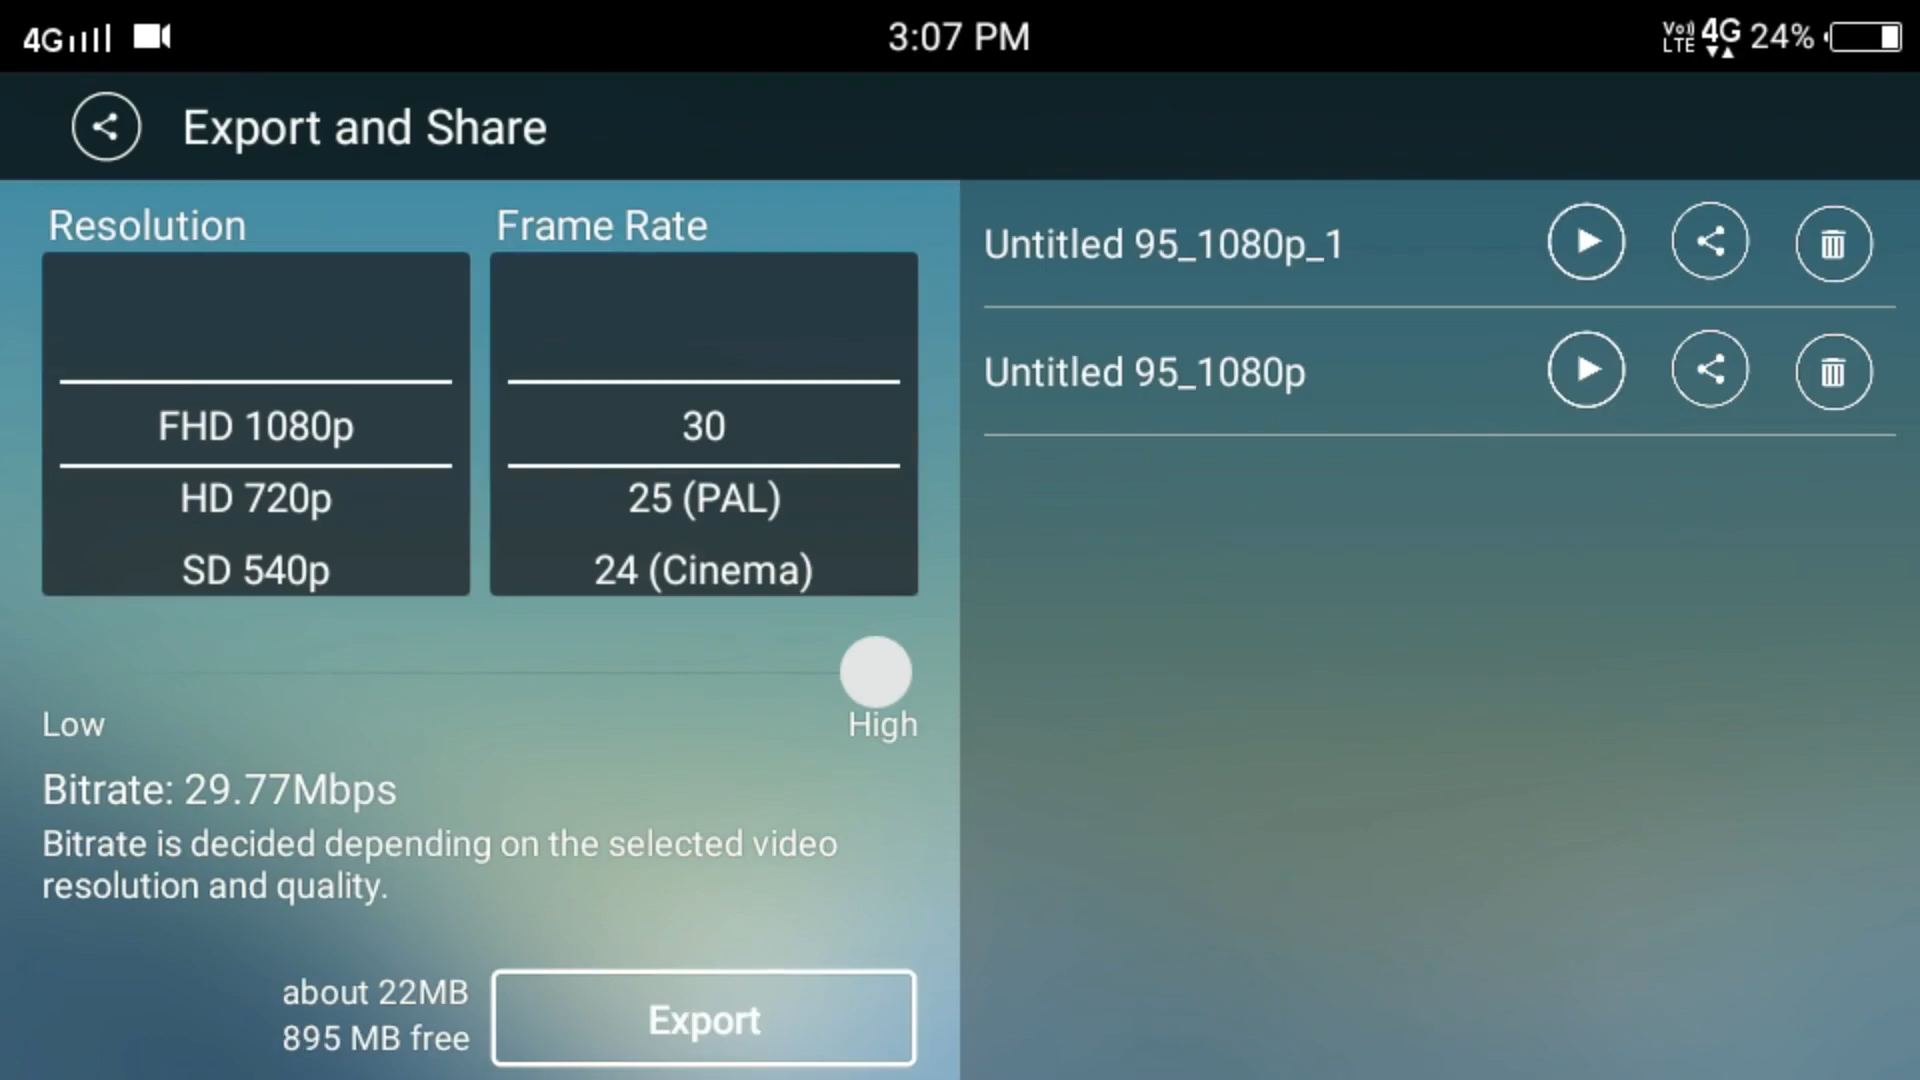 4G 3:07 PM Vo) LTE 4G 24%
Export and Share
Resolution Frame Rate
FHD 1080p 30
HD 720p 25 (PAL)
SD 540p 24 (Cinema)
Low High
Bitrate: 29.77Mbps
Bitrate is decided depending on the selected video
resolution and quality.
about 22MB
895 MB free
Export
Untitled 95_1080p_1
Untitled 95_1080p